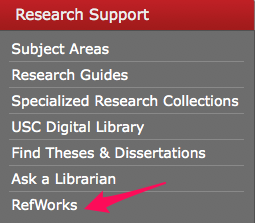 Research Support
Subject Areas
Research Guides
Specialized Research Collections
USC Digital Library
Find Theses & Dissertations
Ask a Librarian
RefWorks